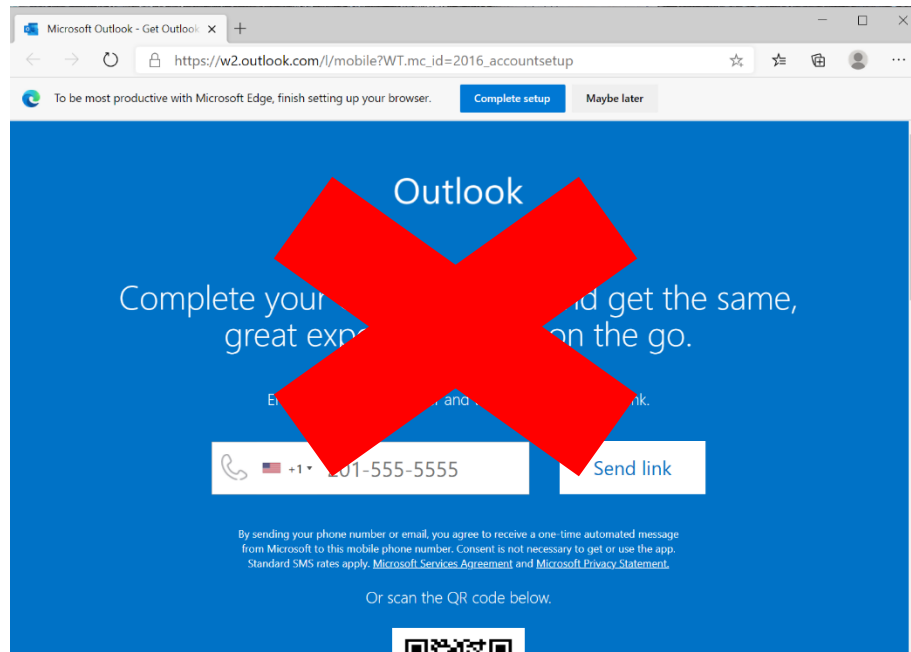 Microsoft Outlook - Get Outlook
https://w2.outlook.com/l/mobile?WT.mc_id=2016_accountsetup
To be most productive with Microsoft Edge, finish setting up your browser. Complete setup Maybe later
Outlook
Complete your get the same,
great on the go.
and
+1 201-555-5555 Send link
By sending your phone number or email, you agree to receive a one-time automated message
from Microsoft to this mobile phone number. Consent is not necessary to get or use the app.
Standard SMS rates apply. Microsoft Services Agreement and Microsoft Privacy Statement.
Or scan the QR code below.